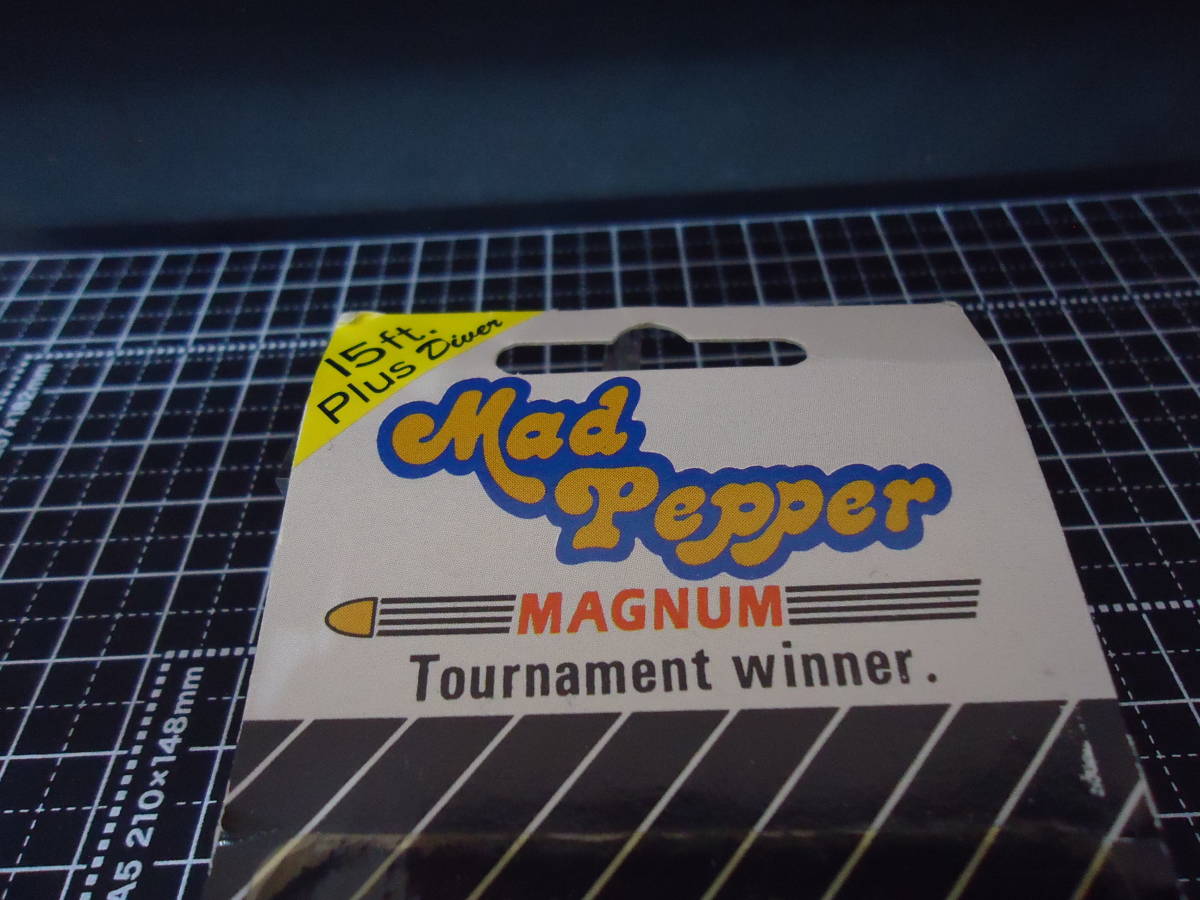 15ft.
Plus Diver
Mad
Pepper
MAGNUM
Tournament winner.
A5 210×148mm